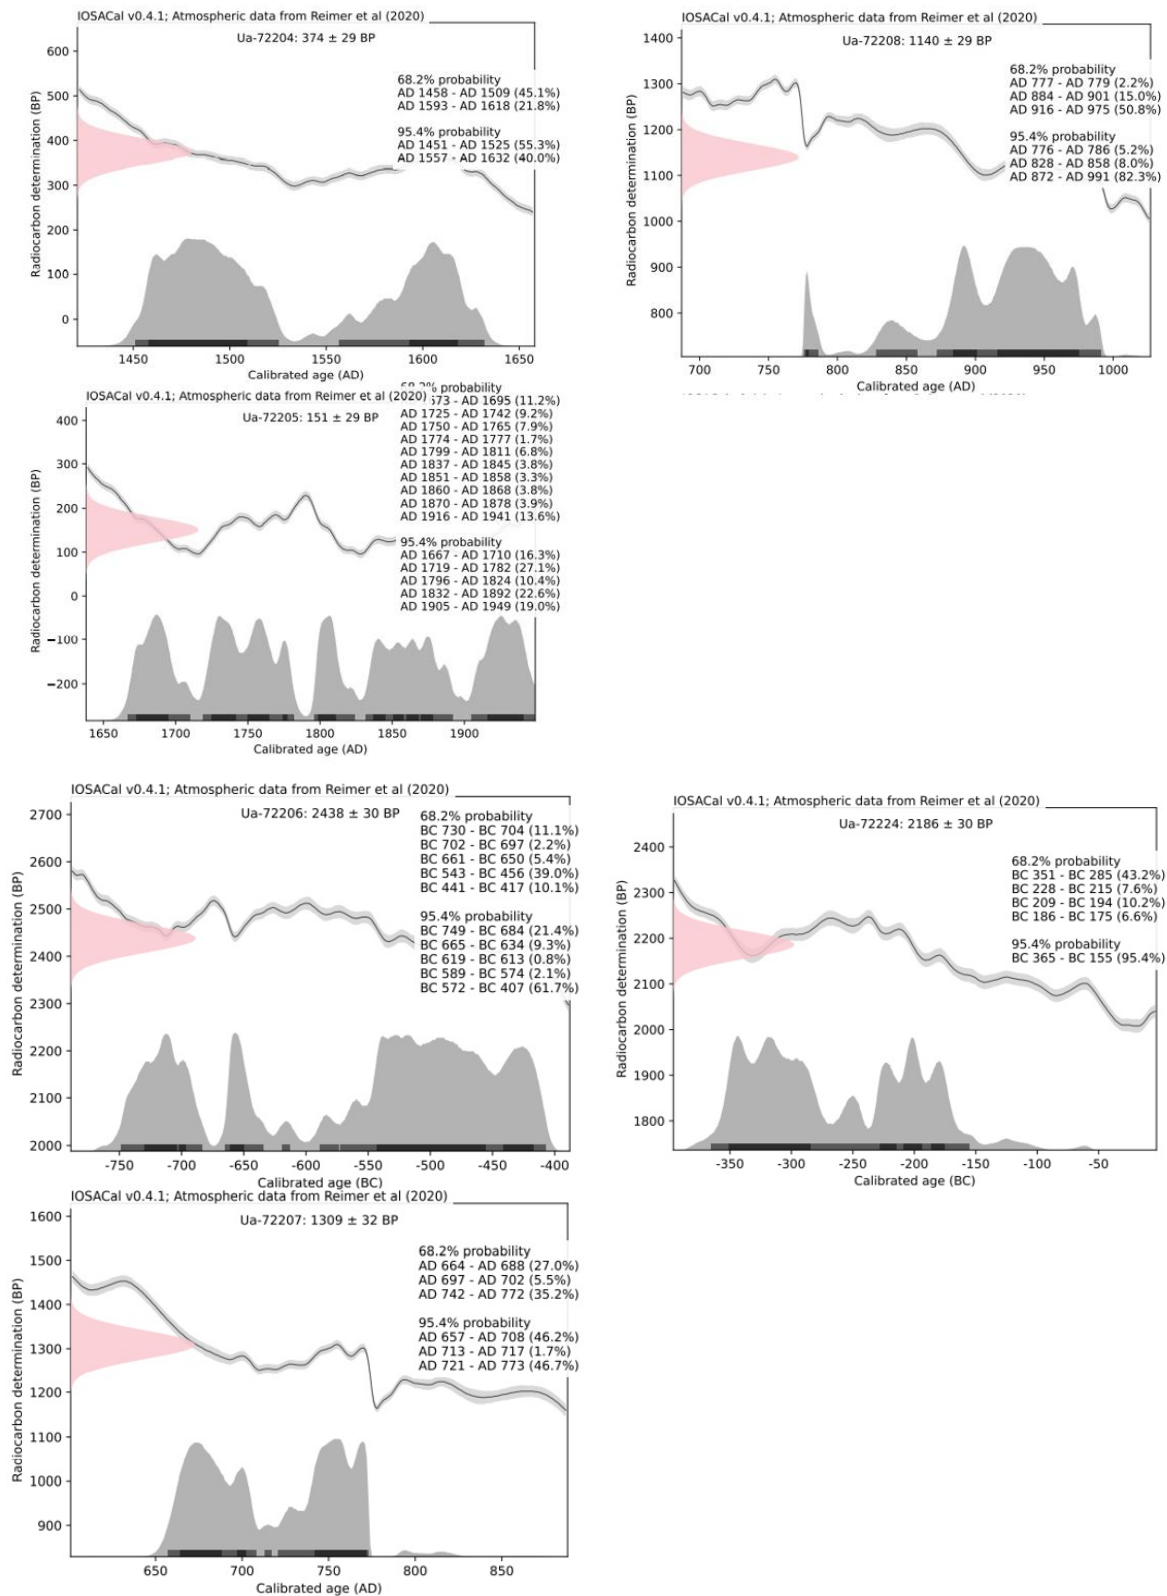 IOSACal v0.4.1; Atmospheric data from Reimer et al (2020)
Ua-72204: 374 ± 29 BP
68.2% probability
AD 1458 - AD 1509 (45.1%)
AD 1593 - AD 1618 (21.8%)
95.4% probability
AD 1451 - AD 1525 (55.3%)
AD 1557 - AD 1632 (40.0%)
Radiocarbon determination (BP)
600
500
400
300
200
100
0
1450
1500
1550
1600
1650
Calibrated age (AD)
IOSACal v0.4.1; Atmospheric data from Reimer et al (2020)
Ua-72208: 1140 ± 29 BP
68.2% probability
AD 777 - AD 779 (2.2%)
AD 884 - AD 901 (15.0%)
AD 916 - AD 975 (50.8%)
95.4% probability
AD 776 - AD 786 (5.2%)
AD 828 - AD 858 (8.0%)
AD 872 - AD 991 (82.3%)
Radiocarbon determination (BP)
1400
1300
1200
1100
1000
900
800
700
750
800
850
900
950
1000
Calibrated age (AD)
IOSACal v0.4.1; Atmospheric data from Reimer et al (2020)
Ua-72205: 151 ± 29 BP
68.2% probability
573 - AD 1695 (11.2%)
AD 1725 - AD 1742 (9.2%)
AD 1750 - AD 1765 (7.9%)
AD 1774 - AD 1777 (1.7%)
AD 1799 - AD 1811 (6.8%)
AD 1837 - AD 1845 (3.8%)
AD 1851 - AD 1858 (3.3%)
AD 1860 - AD 1868 (3.8%)
AD 1870 - AD 1878 (3.9%)
AD 1916 - AD 1941 (13.6%)
95.4% probability
AD 1667 - AD 1710 (16.3%)
AD 1719 - AD 1782 (27.1%)
AD 1796 - AD 1824 (10.4%)
AD 1832 - AD 1892 (22.6%)
AD 1905 - AD 1949 (19.0%)
Radiocarbon determination (BP)
400
300
200
100
0
−100
−200
1650
1700
1750
1800
1850
1900
Calibrated age (AD)
IOSACal v0.4.1; Atmospheric data from Reimer et al (2020)
Ua-72206: 2438 ± 30 BP
68.2% probability
BC 730 - BC 704 (11.1%)
BC 702 - BC 697 (2.2%)
BC 661 - BC 650 (5.4%)
BC 543 - BC 456 (39.0%)
BC 441 - BC 417 (10.1%)
95.4% probability
BC 749 - BC 684 (21.4%)
BC 665 - BC 634 (9.3%)
BC 619 - BC 613 (0.8%)
BC 589 - BC 574 (2.1%)
BC 572 - BC 407 (61.7%)
Radiocarbon determination (BP)
2700
2600
2500
2400
2300
2200
2100
2000
-750
-700
-650
-600
-550
-500
-450
-400
Calibrated age (BC)
IOSACal v0.4.1; Atmospheric data from Reimer et al (2020)
Ua-72224: 2186 ± 30 BP
68.2% probability
BC 351 - BC 285 (43.2%)
BC 228 - BC 215 (7.6%)
BC 209 - BC 194 (10.2%)
BC 186 - BC 175 (6.6%)
95.4% probability
BC 365 - BC 155 (95.4%)
Radiocarbon determination (BP)
2400
2300
2200
2100
2000
1900
1800
-350
-300
-250
-200
-150
-100
-50
Calibrated age (BC)
IOSACal v0.4.1; Atmospheric data from Reimer et al (2020)
Ua-72207: 1309 ± 32 BP
68.2% probability
AD 664 - AD 688 (27.0%)
AD 697 - AD 702 (5.5%)
AD 742 - AD 772 (35.2%)
95.4% probability
AD 657 - AD 708 (46.2%)
AD 713 - AD 717 (1.7%)
AD 721 - AD 773 (46.7%)
Radiocarbon determination (BP)
1600
1500
1400
1300
1200
1100
1000
900
650
700
750
800
850
Calibrated age (AD)